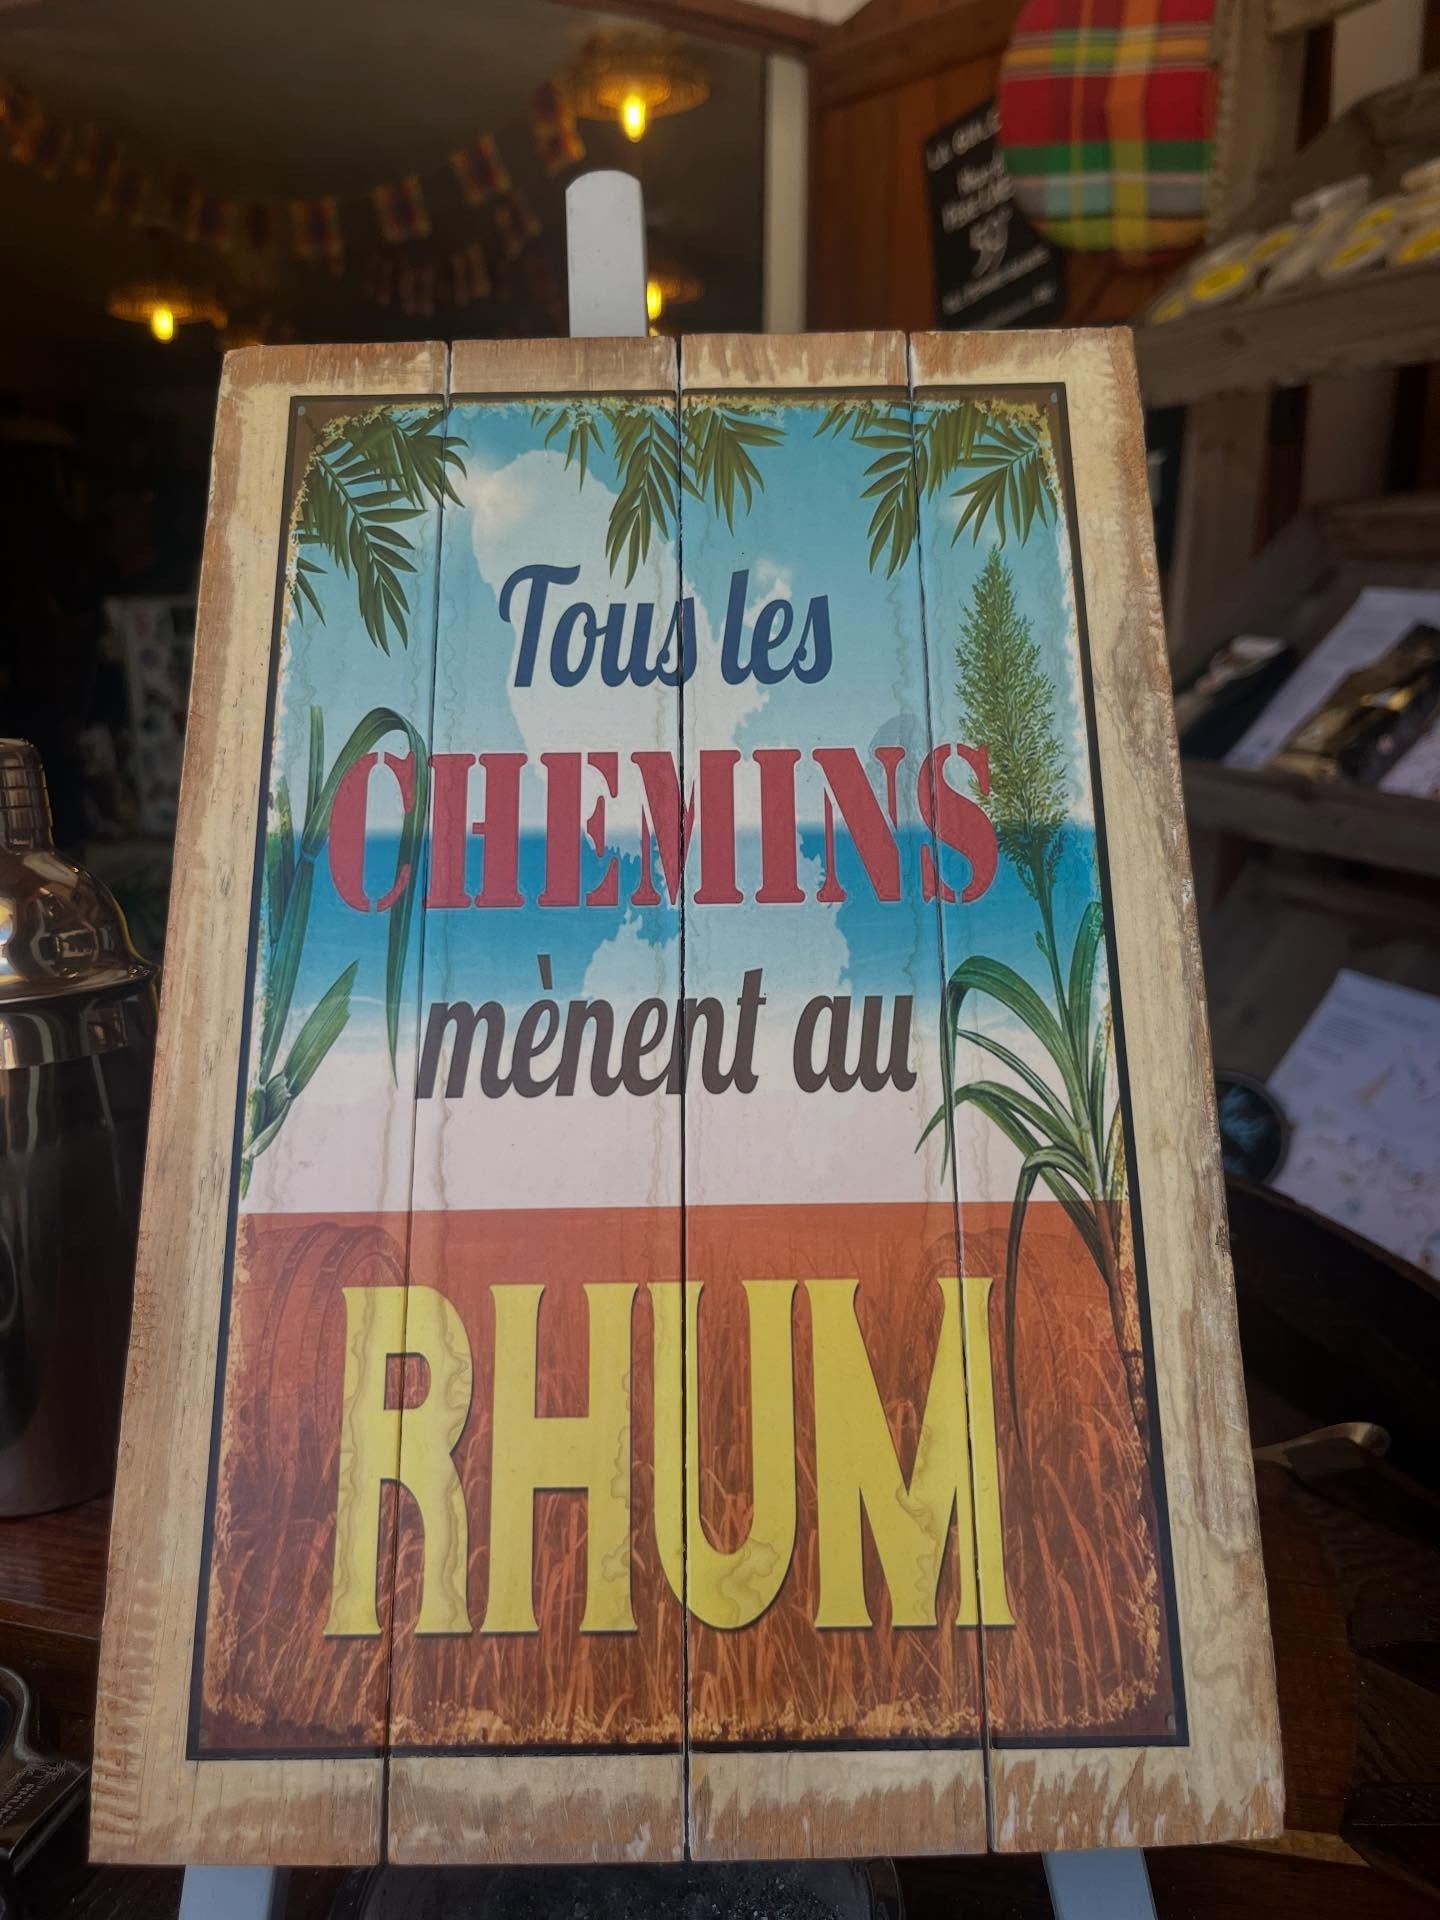 Tous les
CHEMINS
mènent au
RHUM